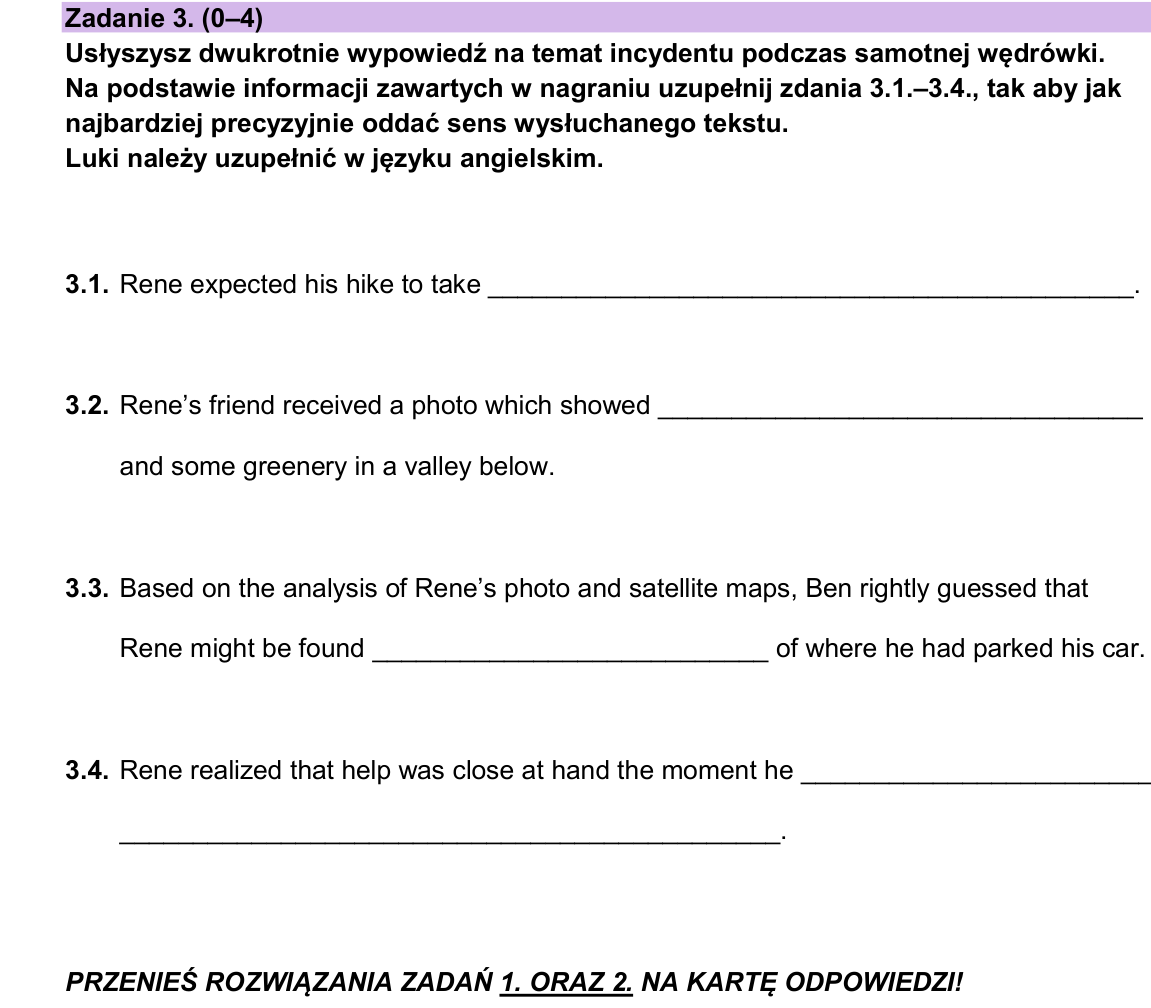 Zadanie 3. (0–4)
Usłyszysz dwukrotnie wypowiedź na temat incydentu podczas samotnej wędrówki.
Na podstawie informacji zawartych w nagraniu uzupełnij zdania 3.1.–3.4., tak aby jak
najbardziej precyzyjnie oddać sens wysłuchanego tekstu.
Luki należy uzupełnić w języku angielskim.
3.1. Rene expected his hike to take ______________________________________________.
3.2. Rene’s friend received a photo which showed __________________________________
and some greenery in a valley below.
3.3. Based on the analysis of Rene’s photo and satellite maps, Ben rightly guessed that
Rene might be found ____________________________ of where he had parked his car.
3.4. Rene realized that help was close at hand the moment he _________________________
_______________________________________________.
PRZENIEŚ ROZWIĄZANIA ZADAŃ 1. ORAZ 2. NA KARTĘ ODPOWIEDZI!